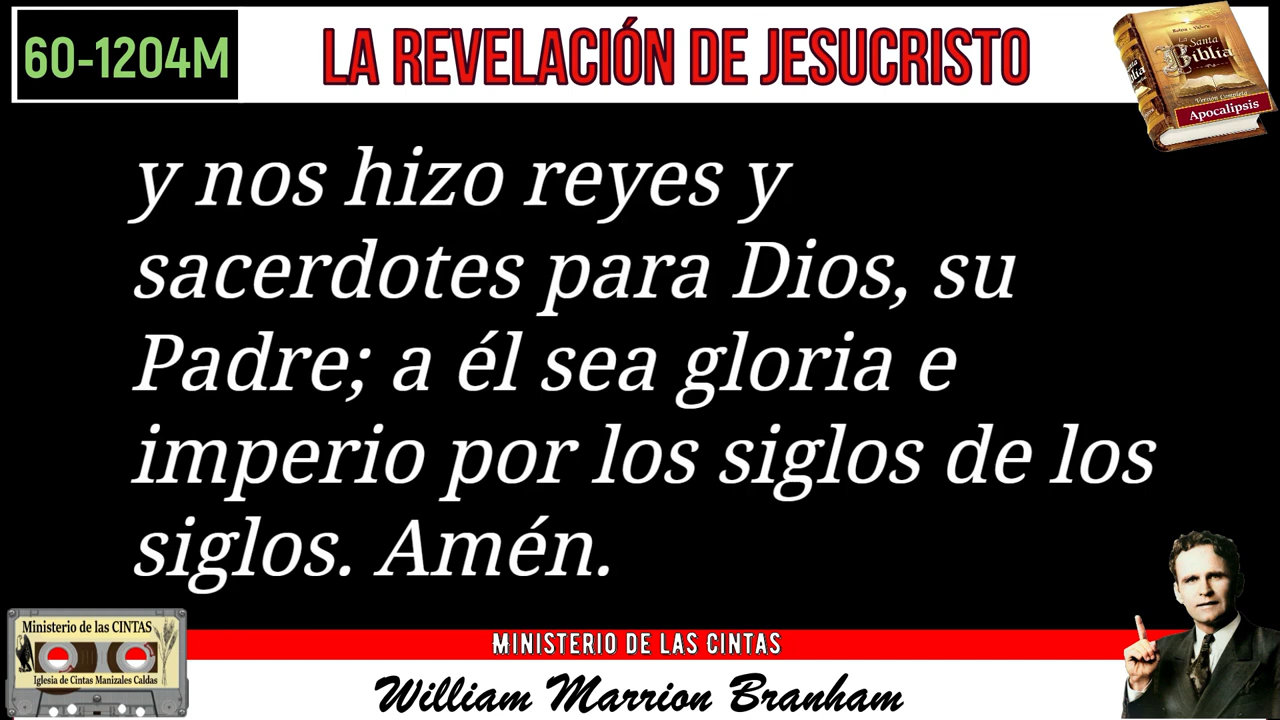 60-1204M
LA REVELACIÓN DE JESUCRISTO
La Santa
Biblia
Versión Completa
Apocalipsis
y nos hizo reyes y
sacerdotes para Dios, su
Padre; a él sea gloria e
imperio por los siglos de los
siglos. Amén.
Ministerio de las CINTAS
Iglesia de Cintas Manizales Caldas
MINISTERIO DE LAS CINTAS
William Marrion Branham